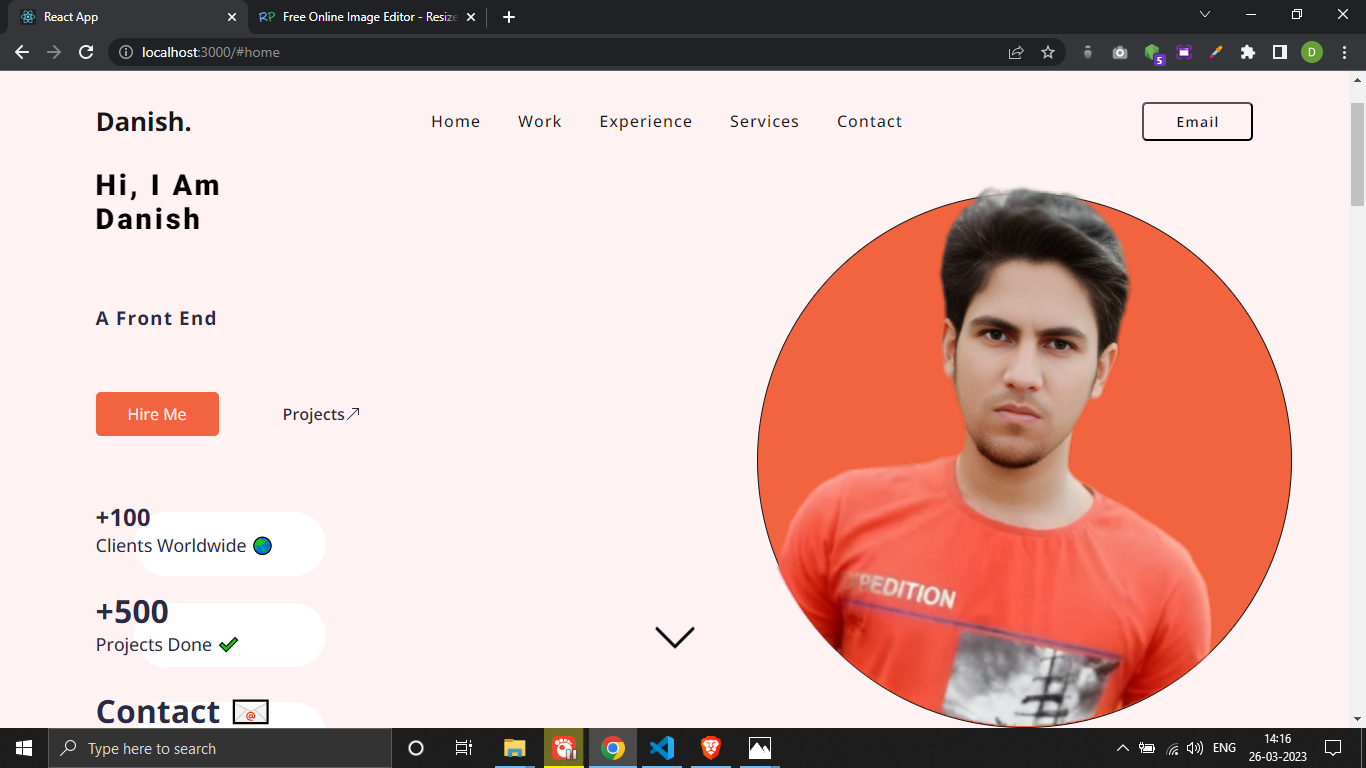 React App
Free Online Image Editor - Resize
localhost:3000/#home
5
D
Danish.
Home
Work
Experience
Services
Contact
Email
Hi, I Am
Danish
A Front End
Hire Me
Projects
+100
Clients Worldwide
+500
Projects Done
Contact
EDITION
Type here to search
ENG
14:16
26-03-2023